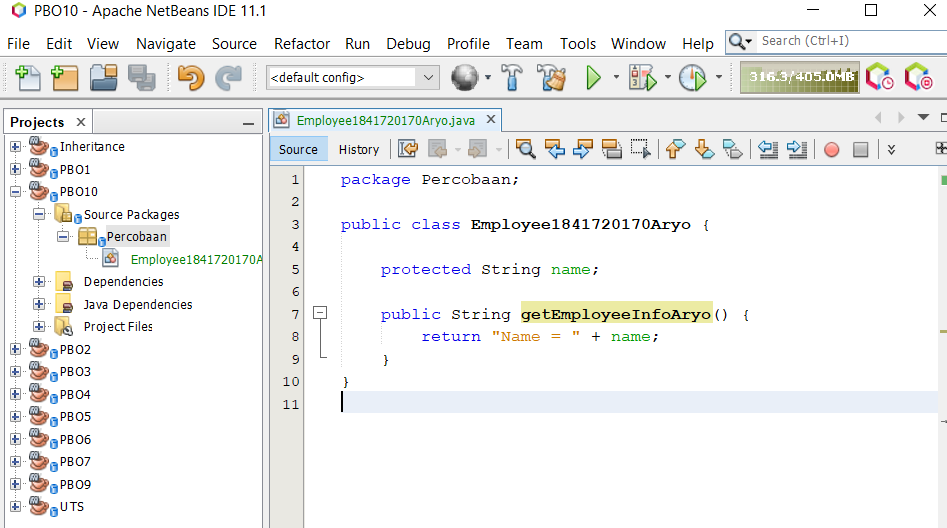 PBO10 - Apache NetBeans IDE 11.1
File Edit View Navigate Source Refactor Run Debug Profile Team Tools Window Help
Search (Ctrl+I)
<default config>
316.3/405.0MB
Projects
Inheritance
PBO1
PBO10
Source Packages
Percobaan
Employee1841720170A
Dependencies
Java Dependencies
Project Files
PBO2
PBO3
PBO4
PBO5
PBO6
PBO7
PBO9
UTS
Employee1841720170Aryo.java
Source History
1 package Percobaan;
2
3 public class Employee1841720170Aryo {
4
5 protected String name;
6
7 public String getEmployeeInfoAryo() {
8 return "Name = " + name;
9 }
10 }
11